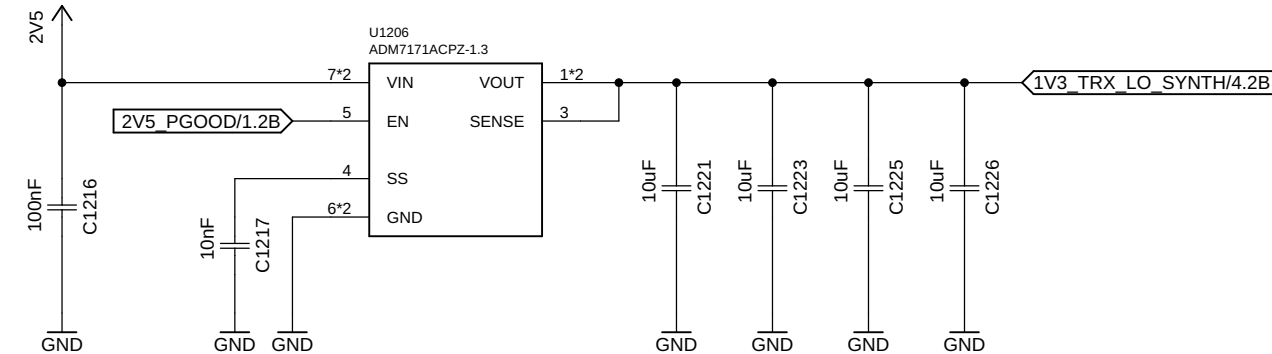 2V5
U1206
ADM7171ACPZ-1.3
7*2
VIN
VOUT
1*2
1V3_TRX_LO_SYNTH/4.2B
2V5_PGOOD/1.2B
5
EN
SENSE
3
4
SS
6*2
GND
100nF
C1216
10nF
C1217
10uF
C1221
10uF
C1223
10uF
C1225
10uF
C1226
GND
GND
GND
GND
GND
GND
GND